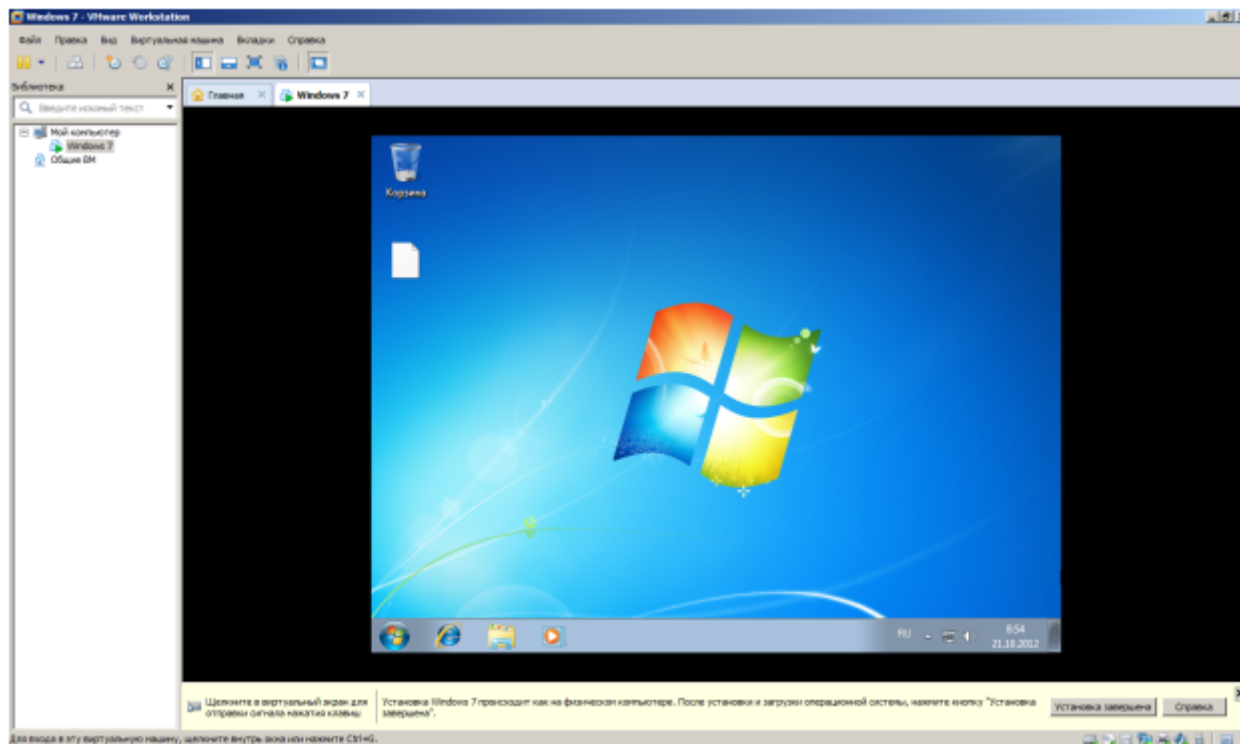 Windows 7 - VMware Workstation
Файл Правка Вид Виртуальная машина Вкладки Справка
Библиотека
Введите искомый текст
Главная
Windows 7
Мой компьютер
Windows 7
Общие ВМ
Корзина
RU
8:54
21.10.2012
Щелкните в виртуальный экран для
отправки сигнала нажатия клавиш
Установка Windows 7 происходит как на физическом компьютере. После установки и загрузки операционной системы, нажмите кнопку "Установка
завершена".
Установка завершена
Справка
Для входа в эту виртуальную машину, щелкните внутрь окна или нажмите Ctrl+G.